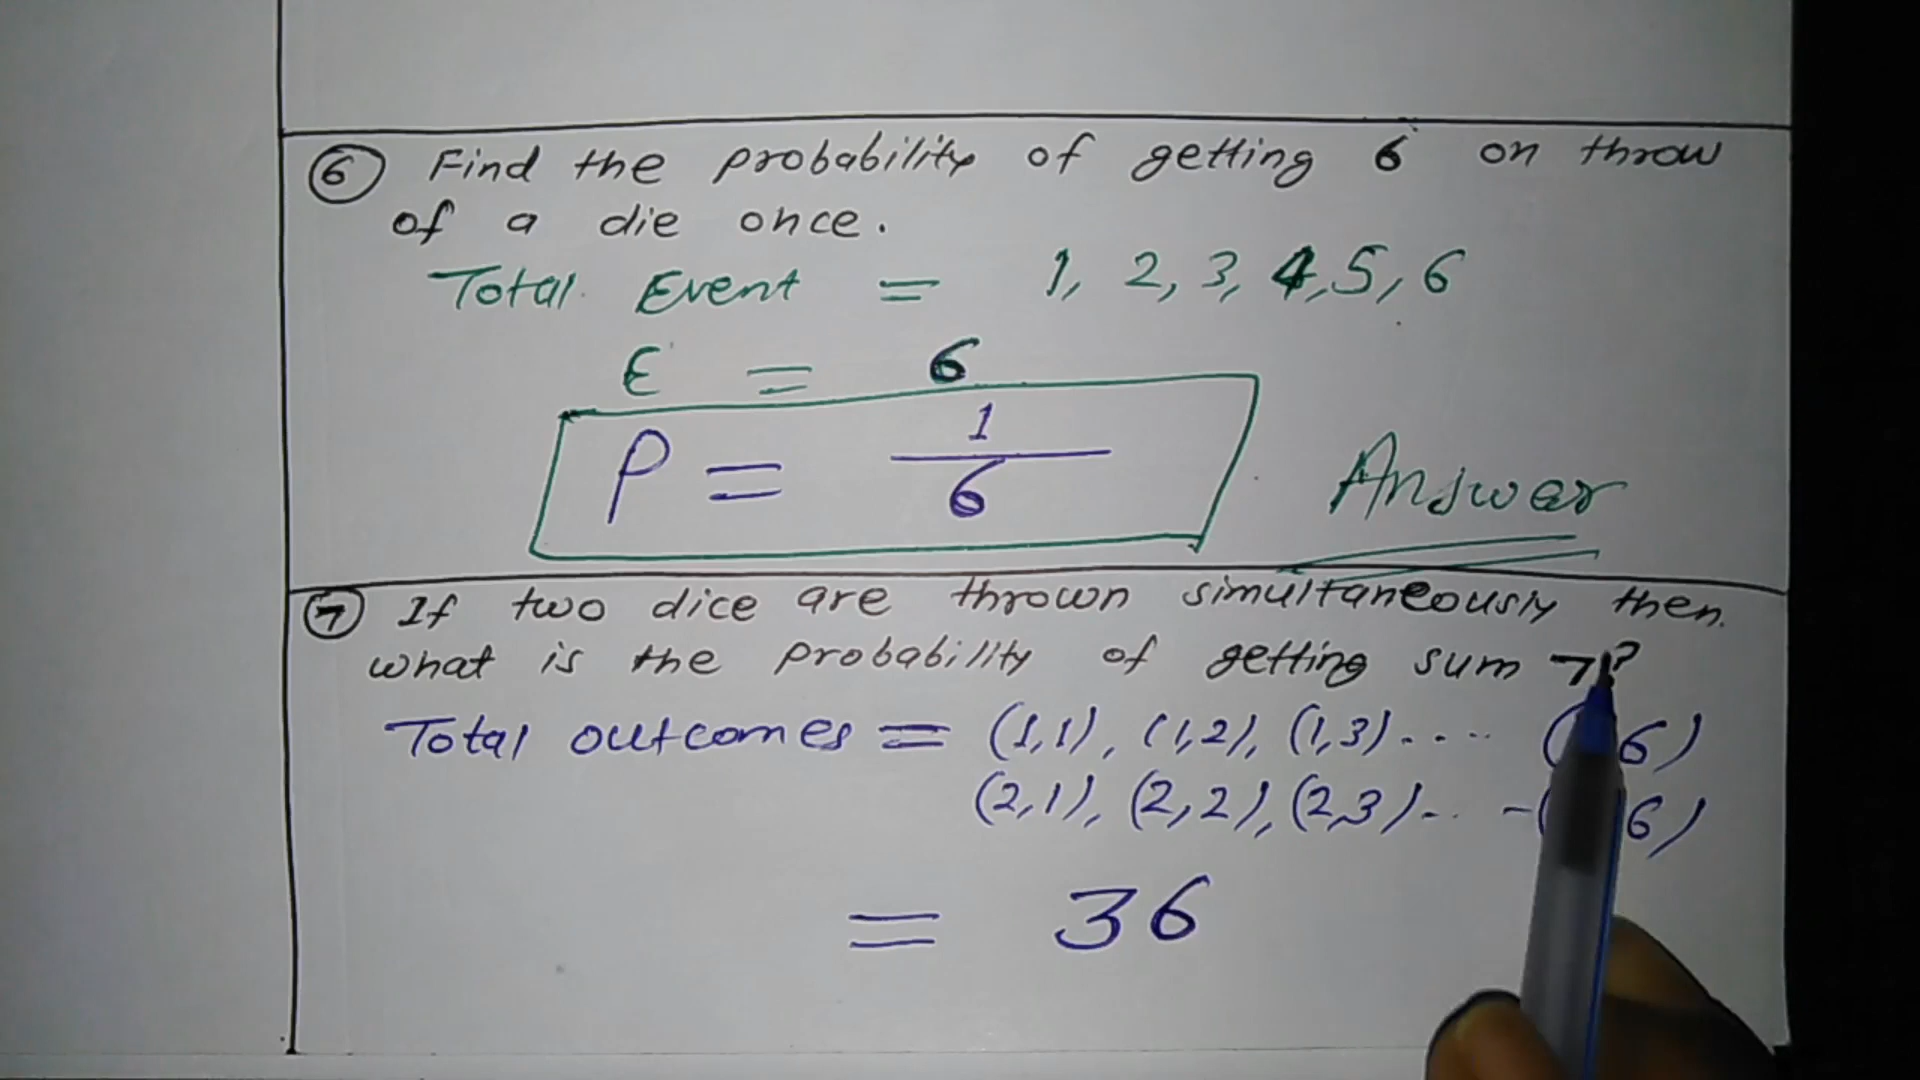 6 Find the probability of getting 6 on throw
of a die once.
Total Event = 1, 2, 3, 4, 5, 6
E = 6
P = 1/6 Answer
7 If two dice are thrown simultaneously then.
what is the probability of getting sum 7?
Total outcomes = (1,1), (1,2), (1,3).... ( 6)
(2,1), (2,2), (2,3).. -( 6)
= 36